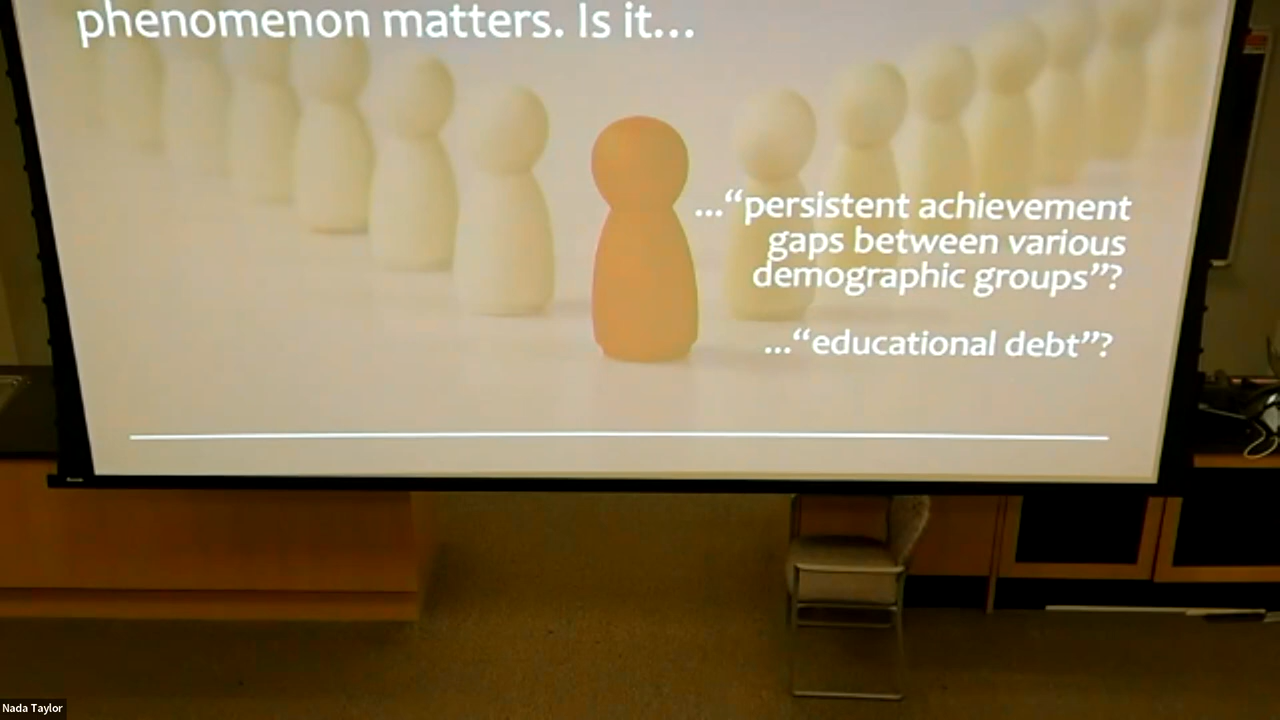 phenomenon matters. Is it...
..."persistent achievement
gaps between various
demographic groups"?
..."educational debt"?
Nada Taylor